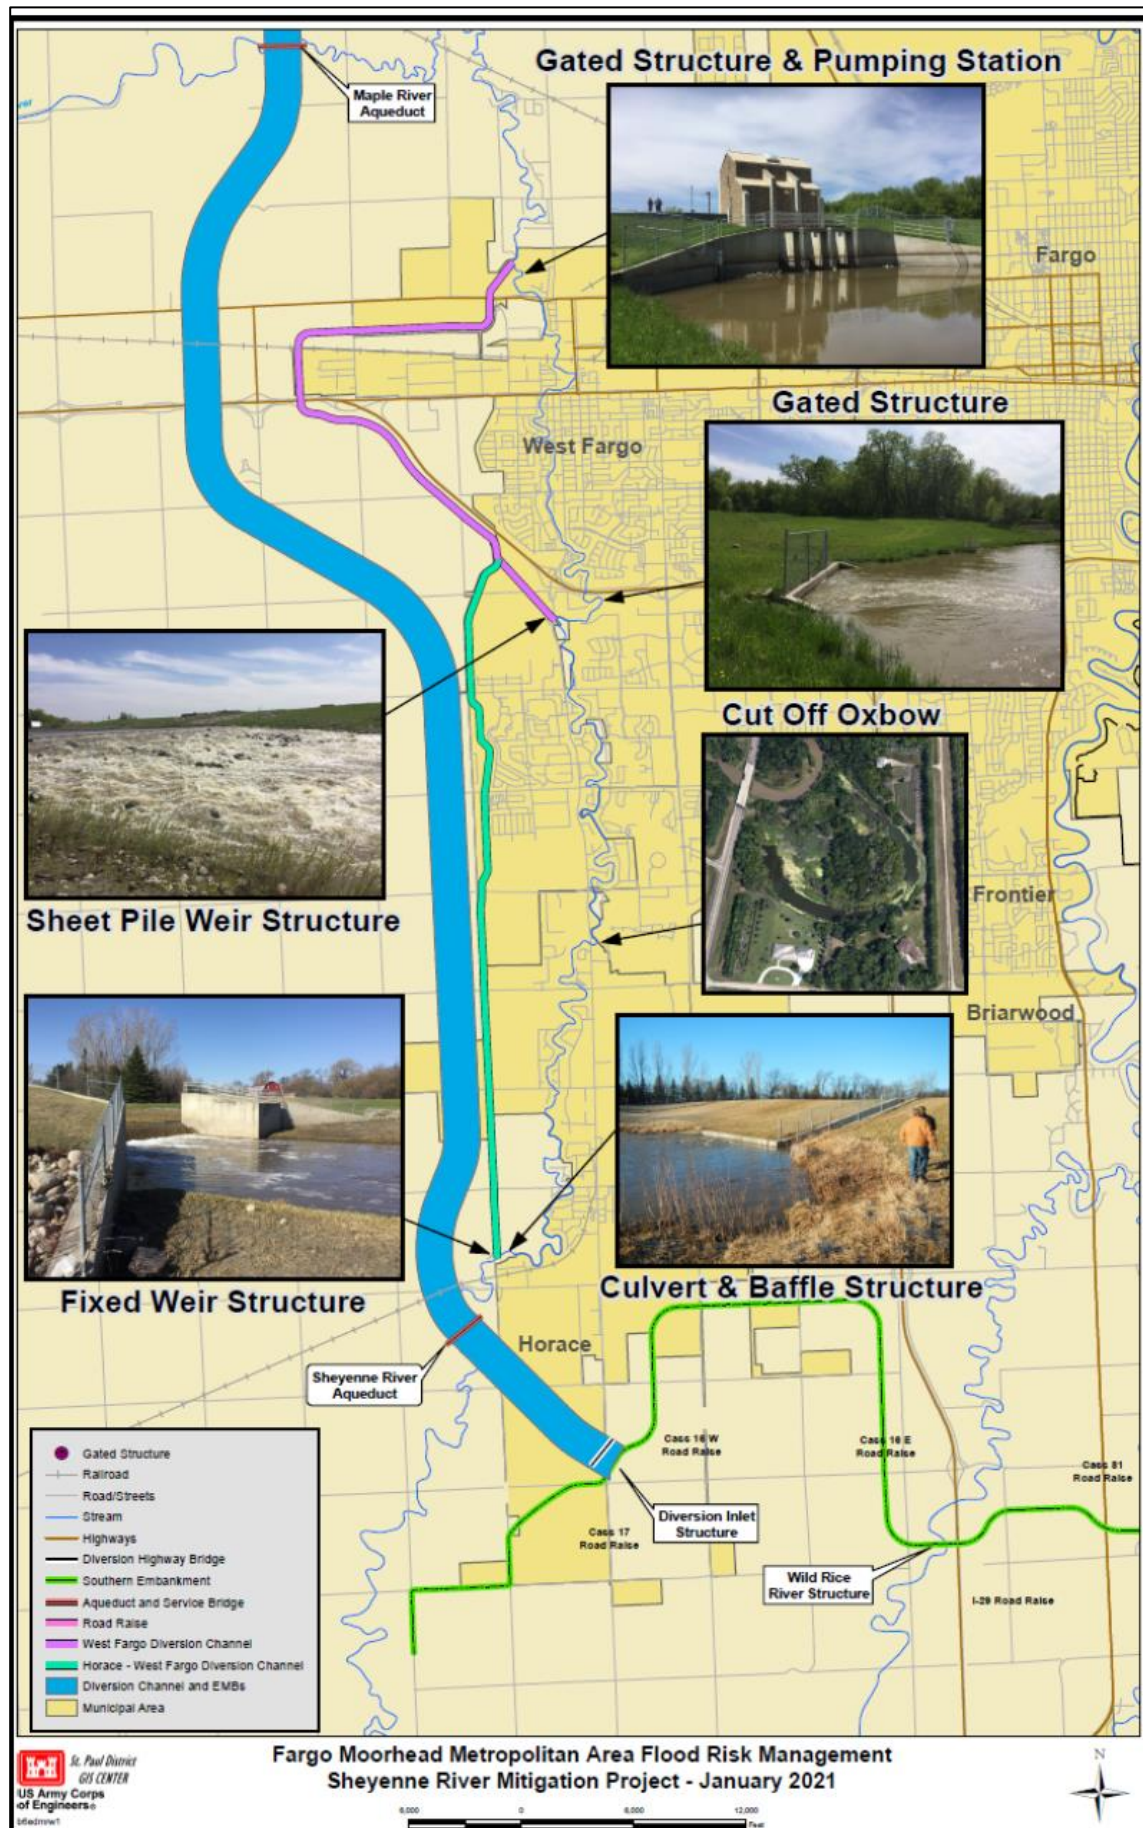 Gated Structure & Pumping Station
Maple River
Aqueduct
Fargo
Gated Structure
West Fargo
Cut Off Oxbow
Sheet Pile Weir Structure
Frontier
Briarwood
Culvert & Baffle Structure
Fixed Weir Structure
Horace
Sheyenne River
Aqueduct
Cass 16 W
Road Raise
Cass 16 E
Road Raise
Cass 81
Road Raise
Diversion Inlet
Structure
Cass 17
Road Raise
Wild Rice
River Structure
I-29 Road Raise
Gated Structure
Railroad
Road/Streets
Stream
Highways
Diversion Highway Bridge
Southern Embankment
Aqueduct and Service Bridge
Road Raise
West Fargo Diversion Channel
Horace - West Fargo Diversion Channel
Diversion Channel and EMBs
Municipal Area
St. Paul District
GIS CENTER
US Army Corps
of Engineers®
Fargo Moorhead Metropolitan Area Flood Risk Management
Sheyenne River Mitigation Project - January 2021
6,000 0 6,000 12,000
Feet
N